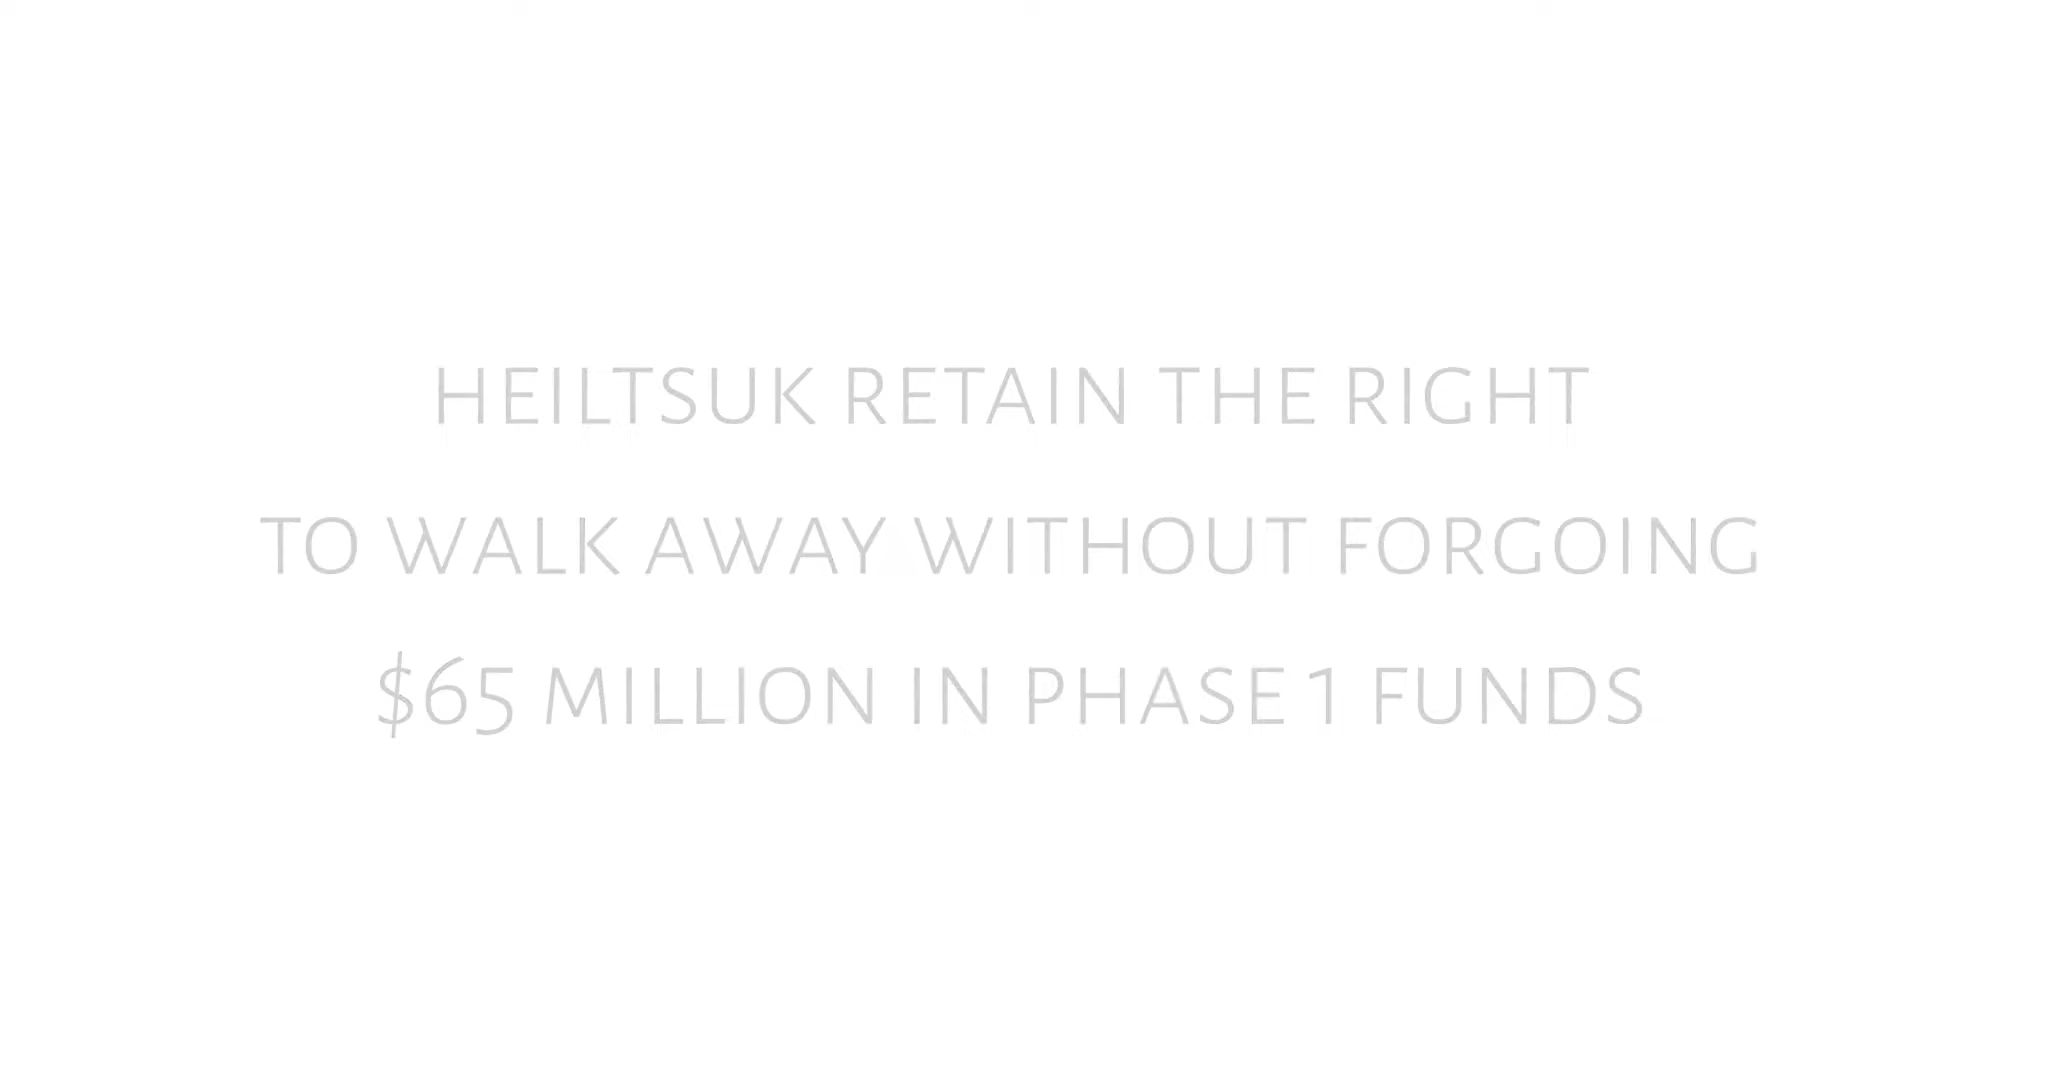 HEILTSUK RETAIN THE RIGHT
TO WALK AWAY WITHOUT FORGOING
$65 MILLION IN PHASE 1 FUNDS